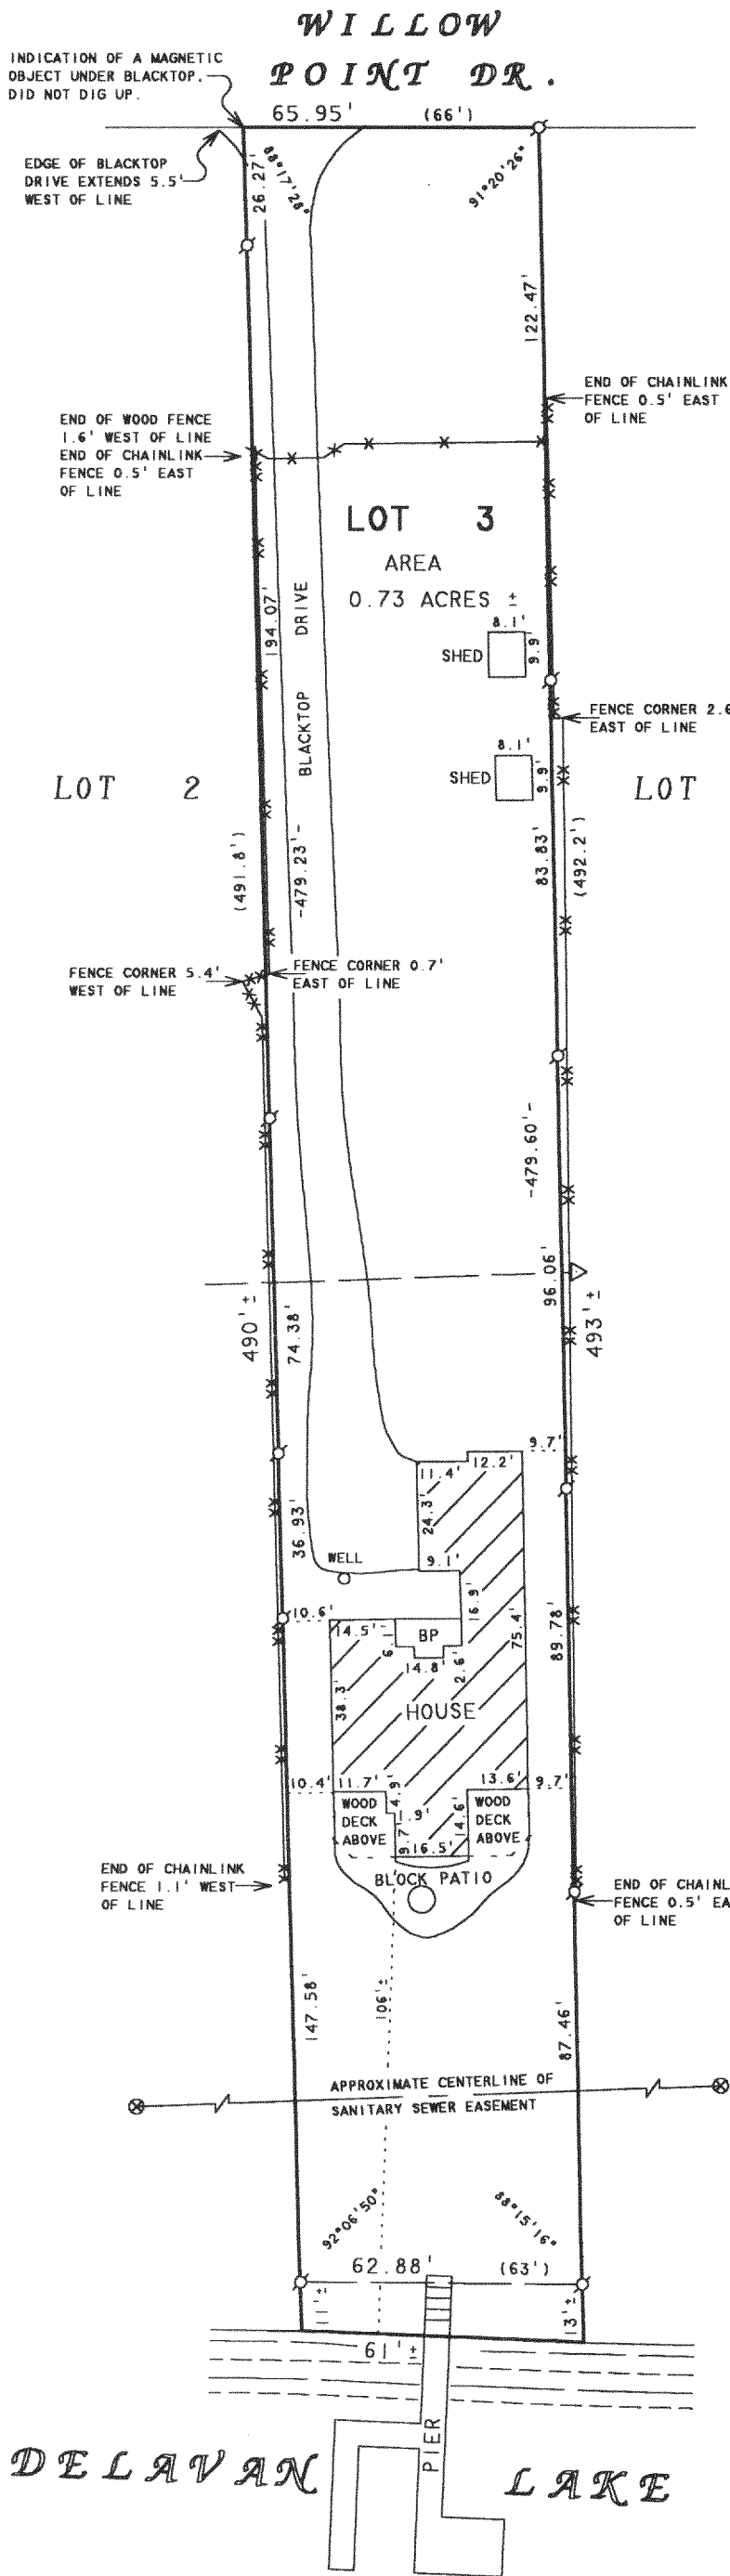 WILLOW
POINT DR.
INDICATION OF A MAGNETIC
OBJECT UNDER BLACKTOP.
DID NOT DIG UP.
65.95' (66')
EDGE OF BLACKTOP
DRIVE EXTENDS 5.5'
WEST OF LINE
26.27'
88°17'28"
91°20'26"
122.47'
END OF CHAINLINK
FENCE 0.5' EAST
OF LINE
END OF WOOD FENCE
1.6' WEST OF LINE
END OF CHAINLINK
FENCE 0.5' EAST
OF LINE
LOT 3
AREA
0.73 ACRES ±
194.07'
BLACKTOP DRIVE
8.1'
SHED
9.9
FENCE CORNER 2.6
EAST OF LINE
8.1'
SHED
9.9'
LOT 2
LOT
(491.8')
-479.23'-
83.83'
(492.2')
FENCE CORNER 5.4'
WEST OF LINE
FENCE CORNER 0.7'
EAST OF LINE
-479.60'-
96.06'
490'±
74.38'
493'±
9.7'
11.4'
12.2'
24.3'
36.93'
WELL
9.1'
16.9'
10.6'
14.5'
BP
75.4'
14.8'
2.6'
89.78'
38.3'
HOUSE
10.4'
11.7'
4.9'
13.6'
9.7'
WOOD
DECK
ABOVE
1.9'
9.7'
14.6'
WOOD
DECK
ABOVE
16.5'
BLOCK PATIO
END OF CHAINLINK
FENCE 1.1' WEST
OF LINE
END OF CHAINL
FENCE 0.5' EA
OF LINE
147.58'
106'±
87.46'
APPROXIMATE CENTERLINE OF
SANITARY SEWER EASEMENT
92°06'50"
88°15'16"
62.88' (63')
11'±
13'±
61'±
PIER
DELAVAN LAKE